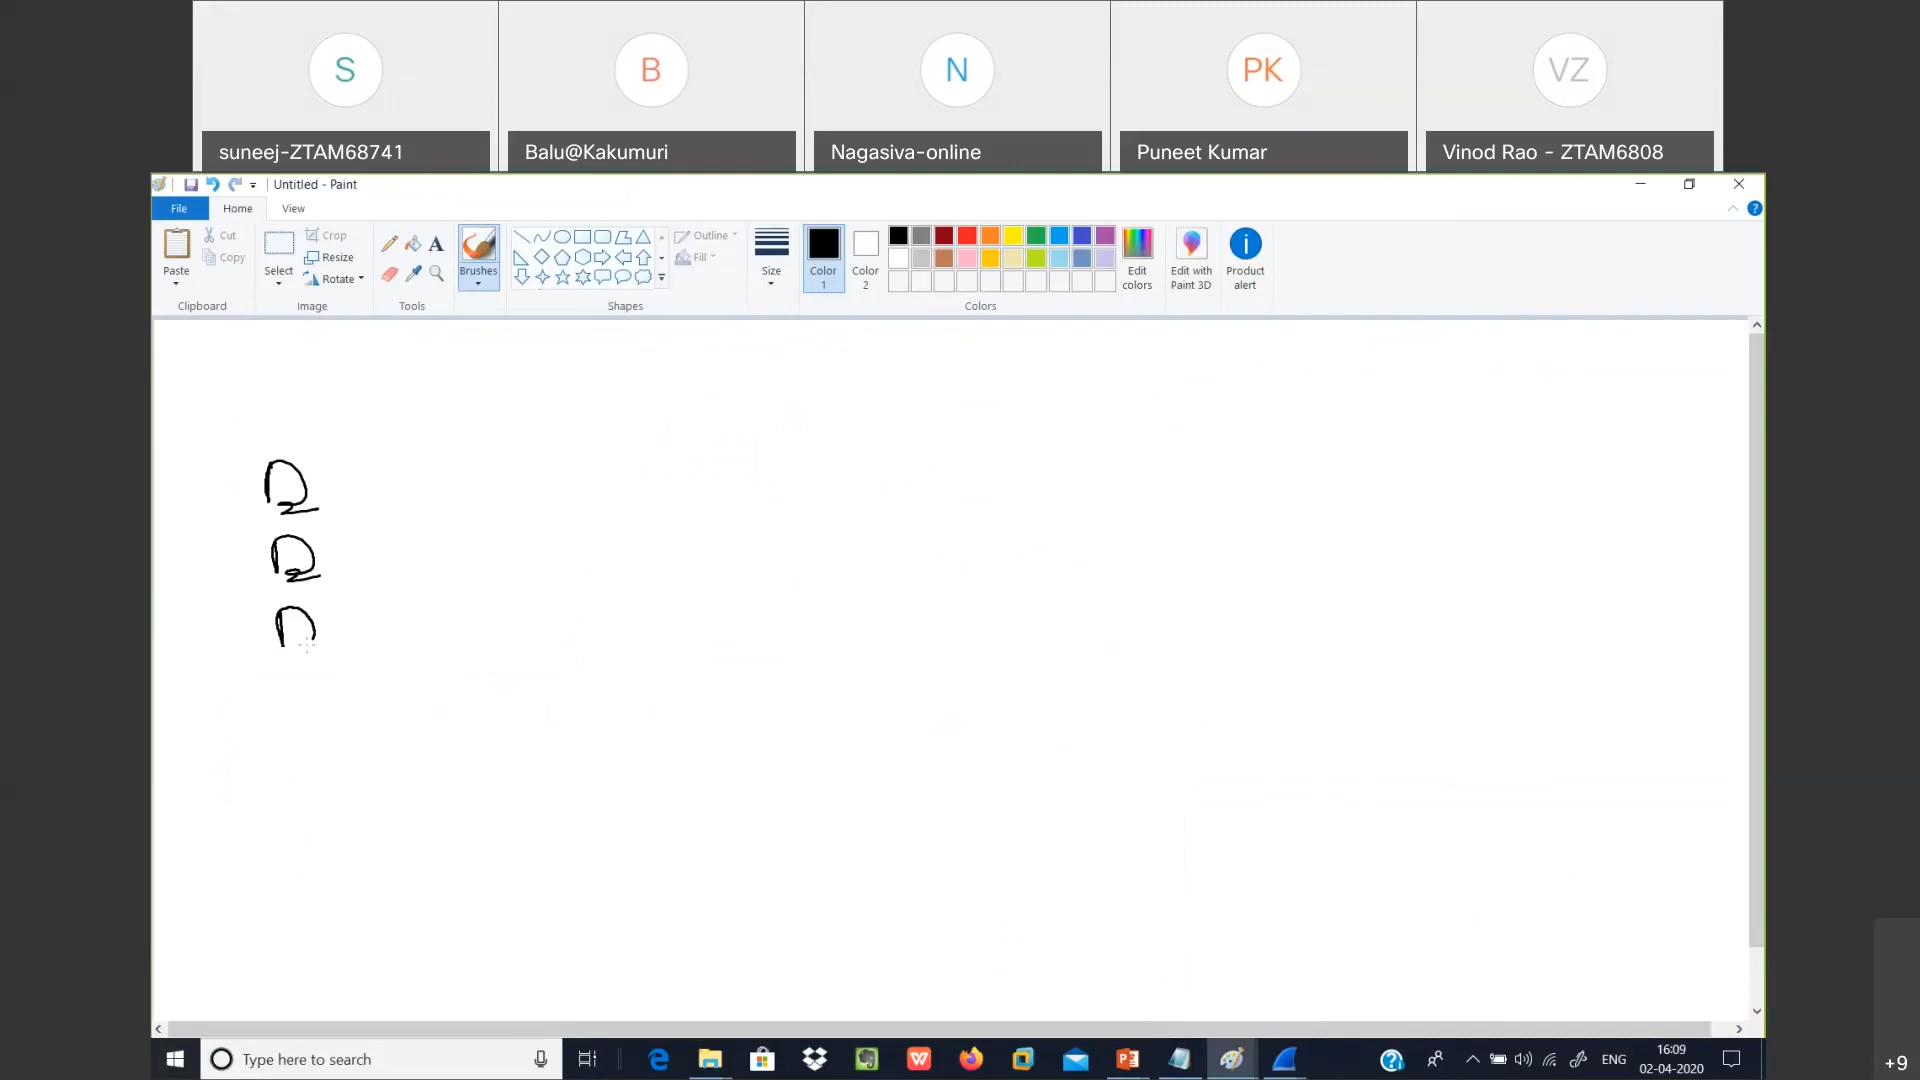 S B N PK VZ
suneej-ZTAM68741 Balu@Kakumuri Nagasiva-online Puneet Kumar Vinod Rao - ZTAM6808
Untitled - Paint
File Home View
Paste Cut Copy Select Crop Resize Rotate Brushes Outline Fill Size Color 1 Color 2 Edit colors Edit with Paint 3D Product alert
Clipboard Image Tools Shapes Colors
Type here to search
ENG 16:09
02-04-2020
+9